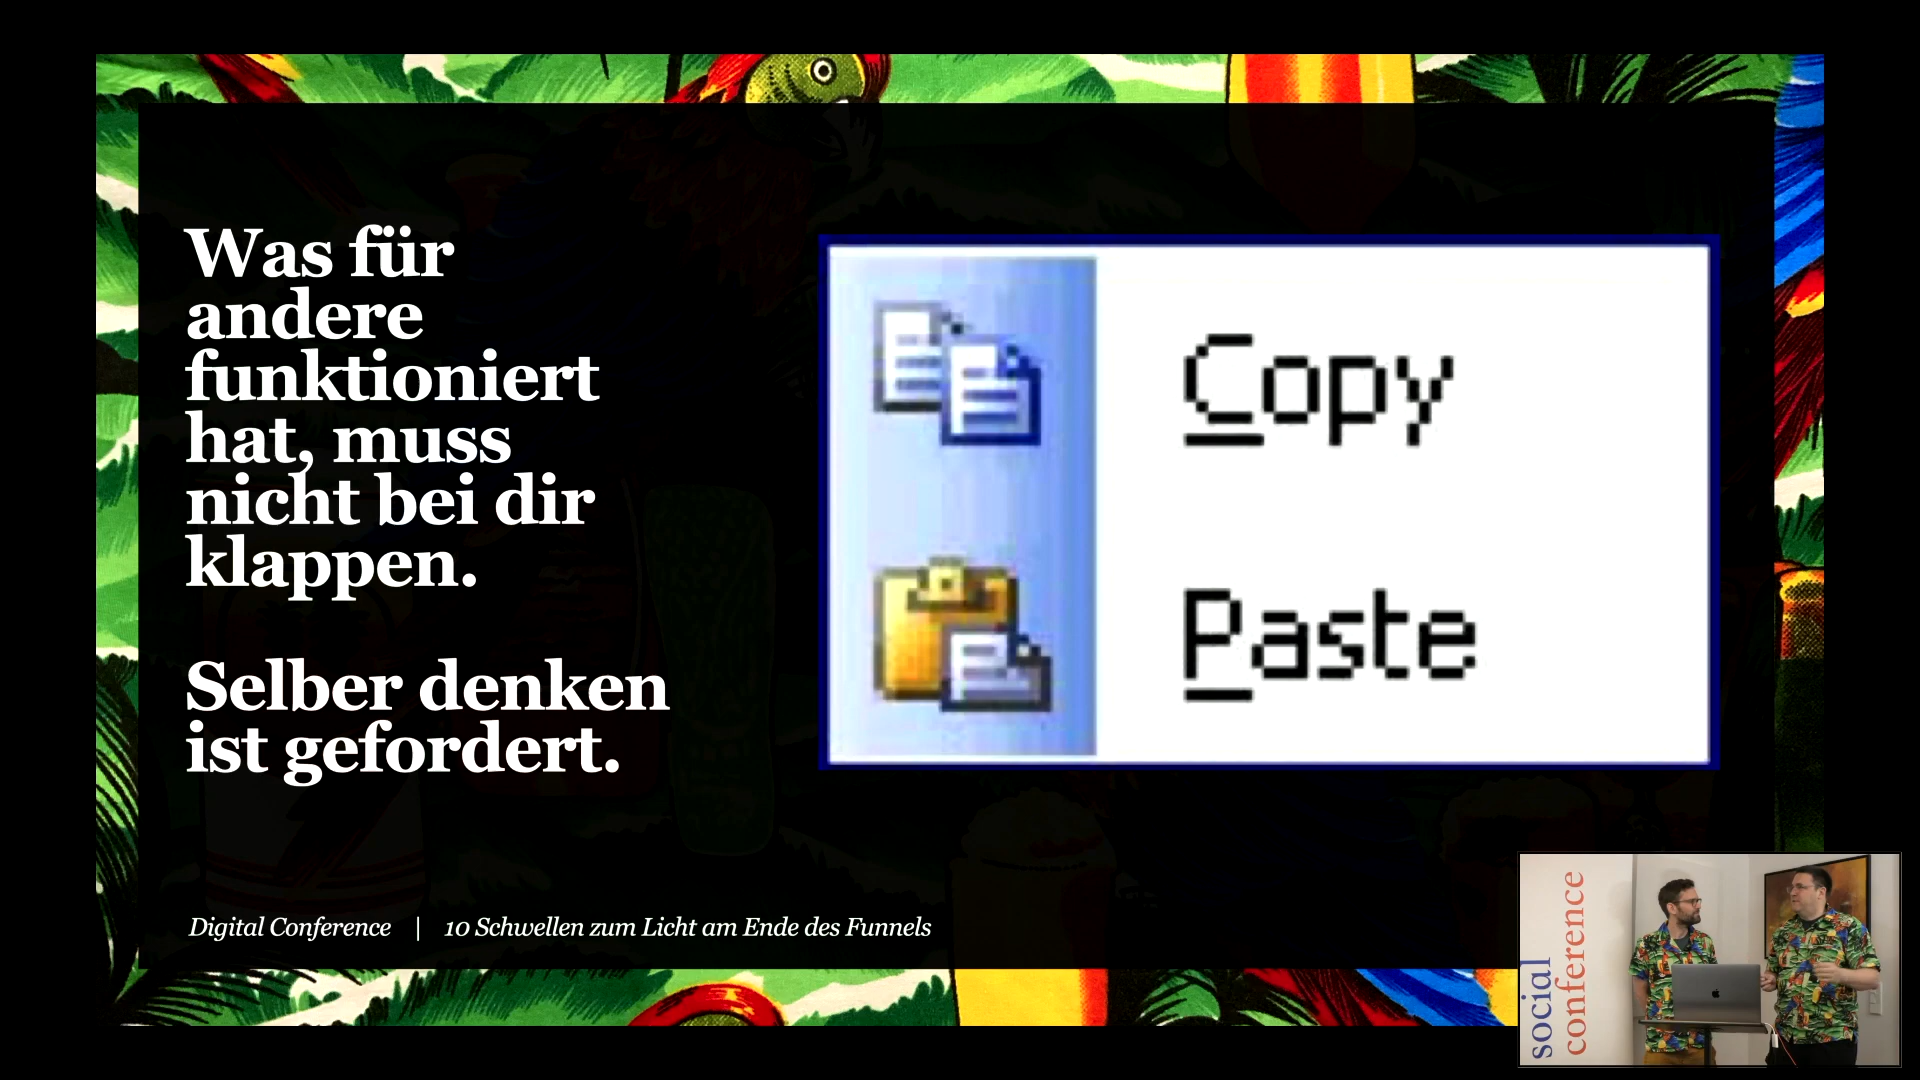 Was für
andere
funktioniert
hat, muss
nicht bei dir
klappen.
Selber denken
ist gefordert.
Copy
Paste
Digital Conference | 10 Schwellen zum Licht am Ende des Funnels
social
conference